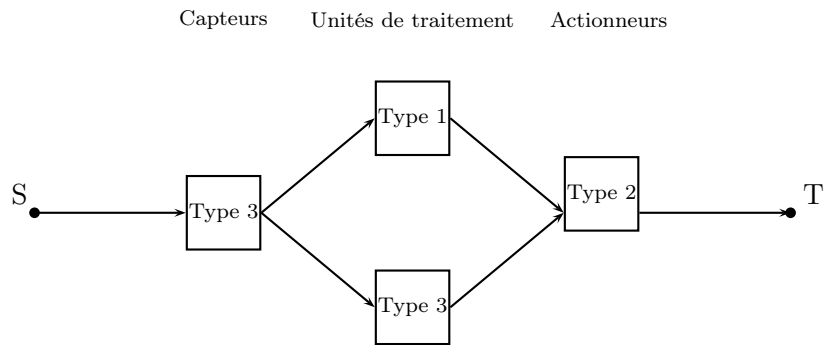 Capteurs
Unités de traitement
Actionneurs
Type 1
S
Type 3
Type 2
T
Type 3